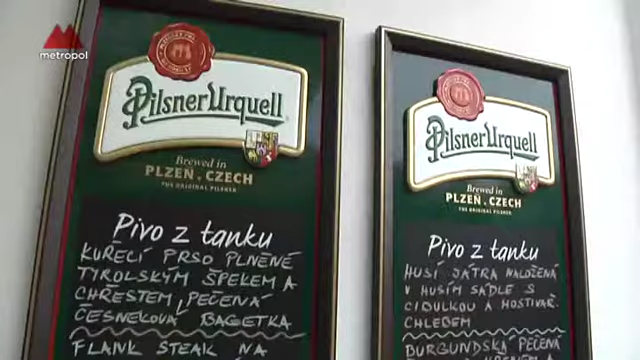 metropol
Pilsner Urquell
Brewed in
PLZEŇ . CZECH
THE ORIGINAL PILSNER
Pivo z tanku
KUŘECÍ PRSO PLNĚNÉ
TYROLSKÝM ŠPEKEM A
CHŘESTEM, PEČENÁ
ČESNEKOVÁ BAGETKA
FLANK STEAK NA
Pilsner Urquell
Brewed in
PLZEŇ . CZECH
THE ORIGINAL PILSNER
Pivo z tanku
HUSÍ JÁTRA NALOŽENÁ
V HUSÍM SÁDLE S
CIBULKOU A HOSTIVAŘ.
CHLEBEM
BURGUNDSKÁ PEČENĚ